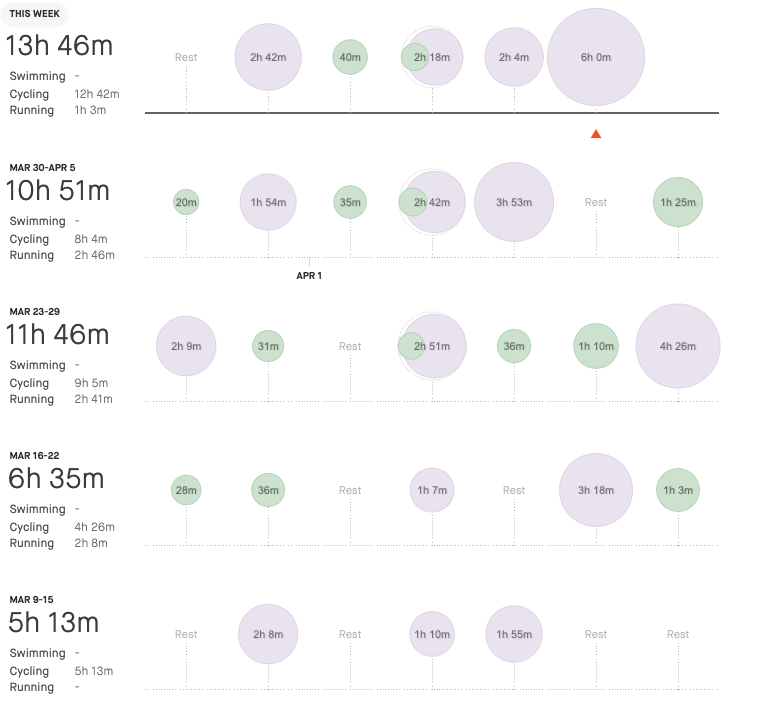 THIS WEEK
13h 46m
Swimming -
Cycling 12h 42m
Running 1h 3m
Rest 2h 42m 40m 2h 18m 2h 4m 6h 0m
MAR 30-APR 5
10h 51m
Swimming -
Cycling 8h 4m
Running 2h 46m
20m 1h 54m 35m 2h 42m 3h 53m Rest 1h 25m
APR 1
MAR 23-29
11h 46m
Swimming -
Cycling 9h 5m
Running 2h 41m
2h 9m 31m Rest 2h 51m 36m 1h 10m 4h 26m
MAR 16-22
6h 35m
Swimming -
Cycling 4h 26m
Running 2h 8m
28m 36m Rest 1h 7m Rest 3h 18m 1h 3m
MAR 9-15
5h 13m
Swimming -
Cycling 5h 13m
Running -
Rest 2h 8m Rest 1h 10m 1h 55m Rest Rest